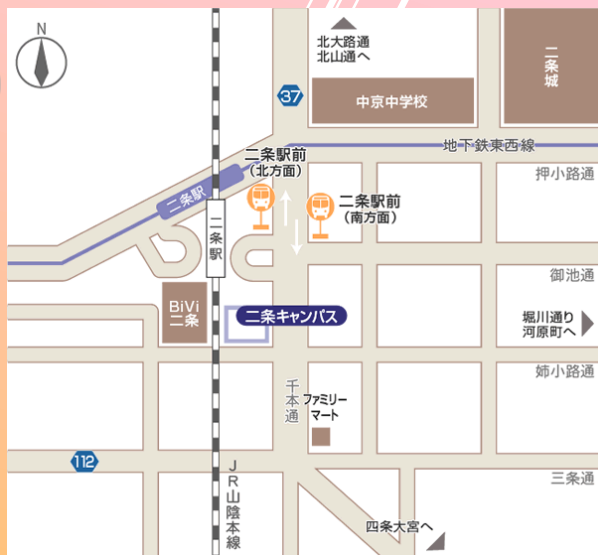 N
北大路通
北山通へ
二条城
37
中京中学校
地下鉄東西線
二条駅前
（北方面）
押小路通
二条駅
二条駅前
（南方面）
二条駅
御池通
BiVi
二条
二条キャンパス
堀川通り
河原町へ
姉小路通
千本通
ファミリー
マート
112
JR山陰本線
三条通
四条大宮へ